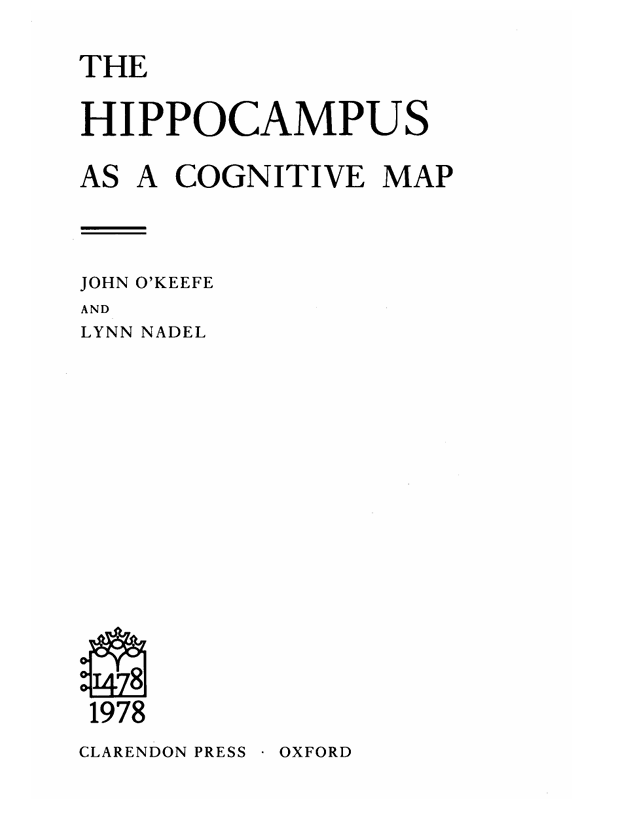 THE
HIPPOCAMPUS
AS A COGNITIVE MAP
JOHN O'KEEFE
AND
LYNN NADEL
1478
1978
CLARENDON PRESS · OXFORD